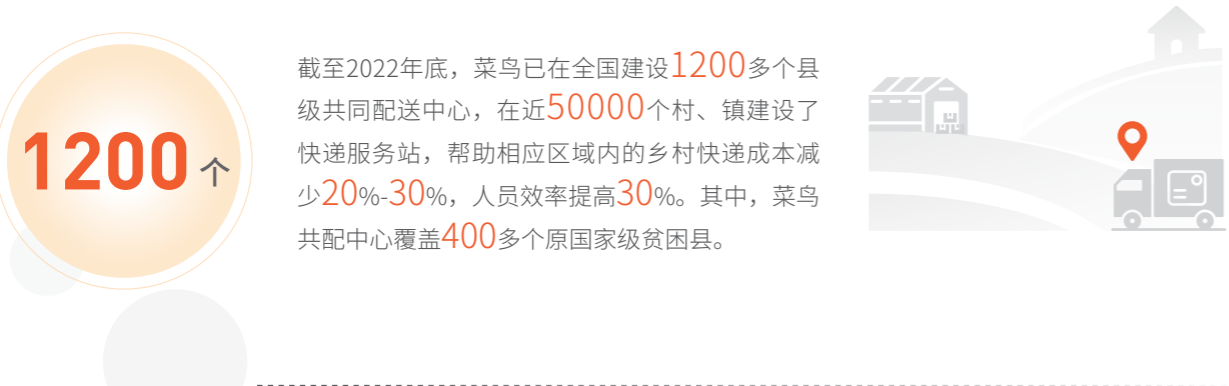 1200个
截至2022年底，菜鸟已在全国建设1200多个县
级共同配送中心，在近50000个村、镇建设了
快递服务站，帮助相应区域内的乡村快递成本减
少20%-30%，人员效率提高30%。其中，菜鸟
共配中心覆盖400多个原国家级贫困县。